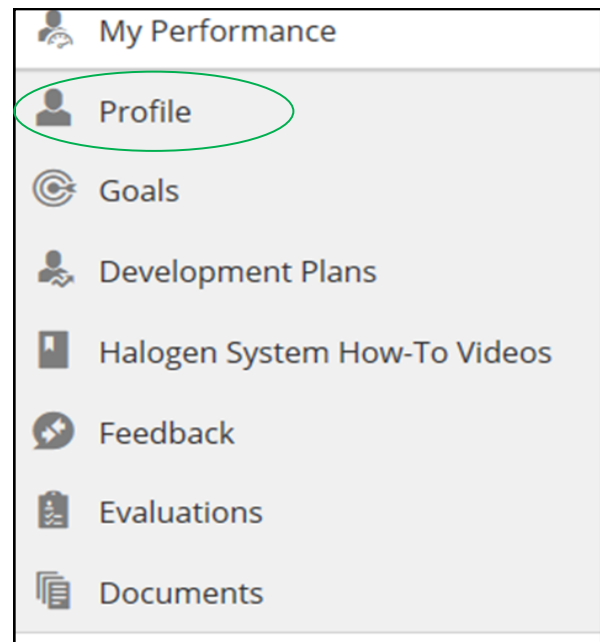 My Performance
Profile
Goals
Development Plans
Halogen System How-To Videos
Feedback
Evaluations
Documents